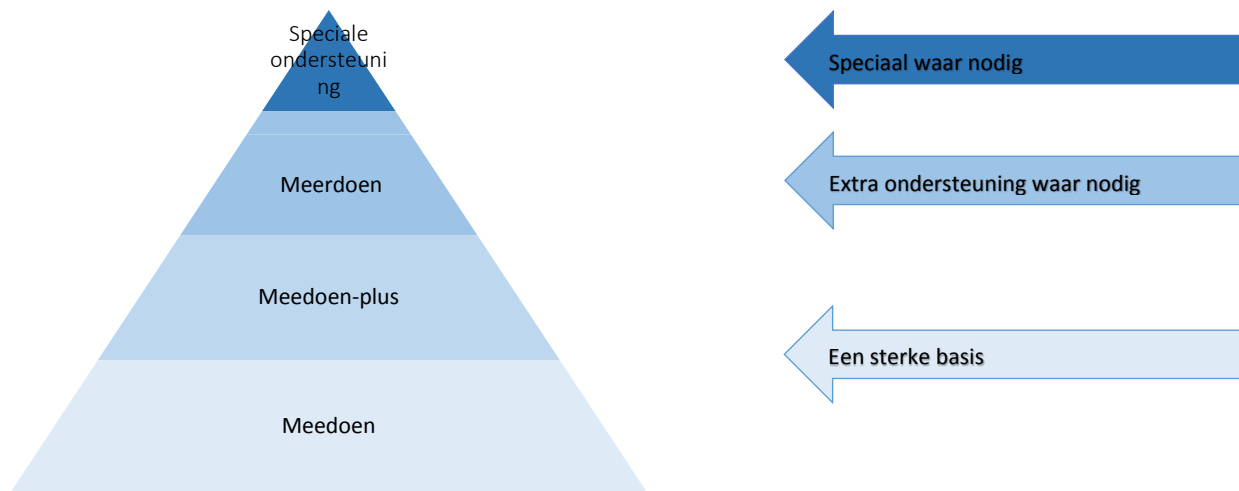 Speciale
ondersteuni
ng
Speciaal waar nodig
Meerdoen
Extra ondersteuning waar nodig
Meedoen-plus
Een sterke basis
Meedoen